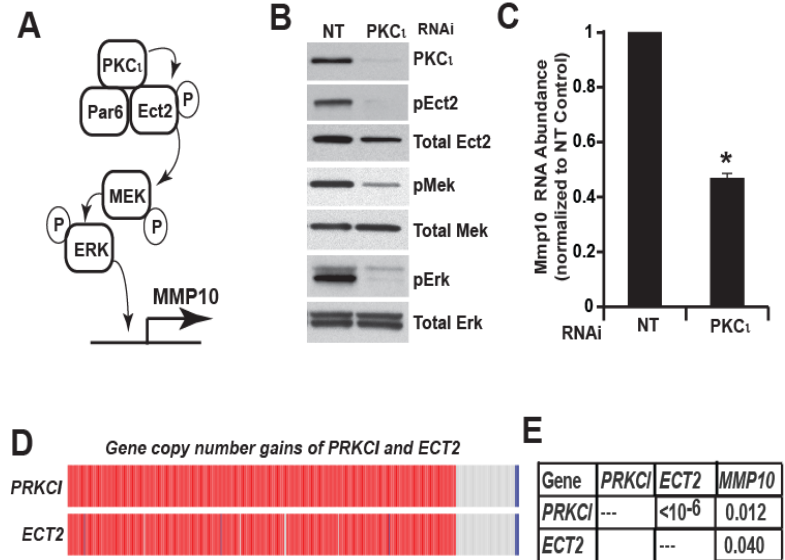 A
PKCι
Par6
Ect2
P
MEK
P
P
ERK
MMP10
B
NT PKCι RNAi
PKCι
pEct2
Total Ect2
pMek
Total Mek
pErk
Total Erk
C
Mmp10 RNA Abundance
(normalized to NT Control)
1
0.8
0.6
0.4
0.2
0
*
RNAi NT PKCι
D
Gene copy number gains of PRKCI and ECT2
PRKCI
ECT2
E
Gene PRKCI ECT2 MMP10
PRKCI --- <10-6 0.012
ECT2 --- 0.040